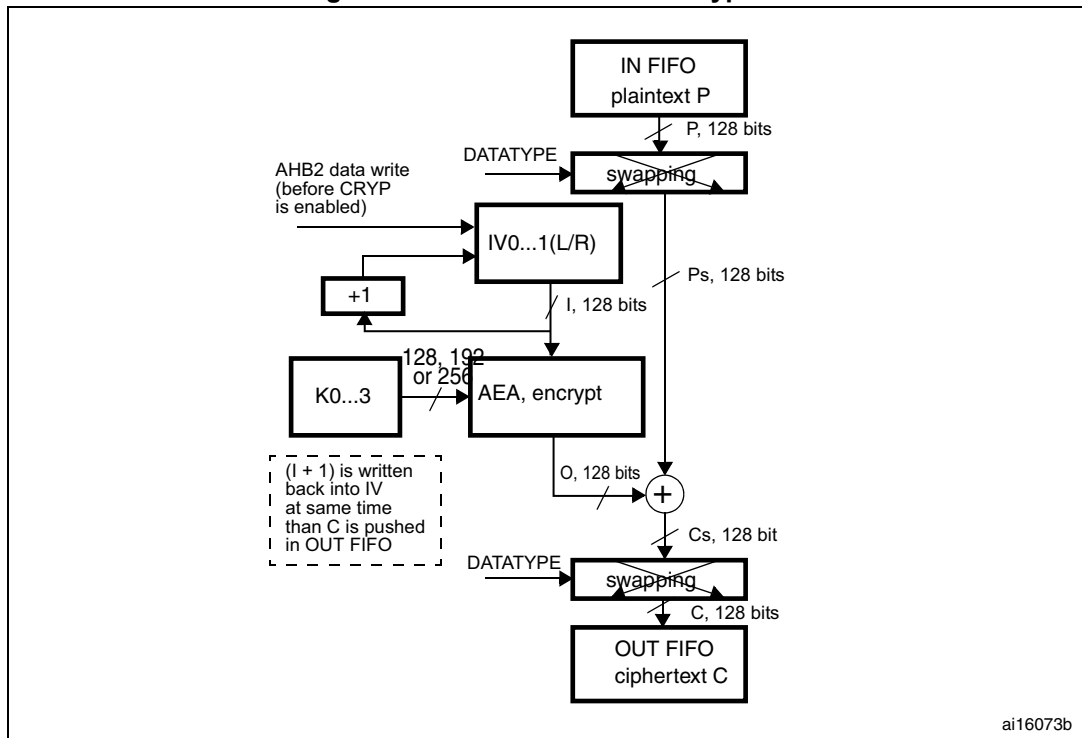 IN FIFO
plaintext P
P, 128 bits
DATATYPE
swapping
AHB2 data write
(before CRYP
is enabled)
IV0...1(L/R)
Ps, 128 bits
+1
I, 128 bits
128, 192
or 256
K0...3
AEA, encrypt
(I + 1) is written
back into IV
at same time
than C is pushed
in OUT FIFO
O, 128 bits
+
Cs, 128 bit
DATATYPE
swapping
C, 128 bits
OUT FIFO
ciphertext C
ai16073b